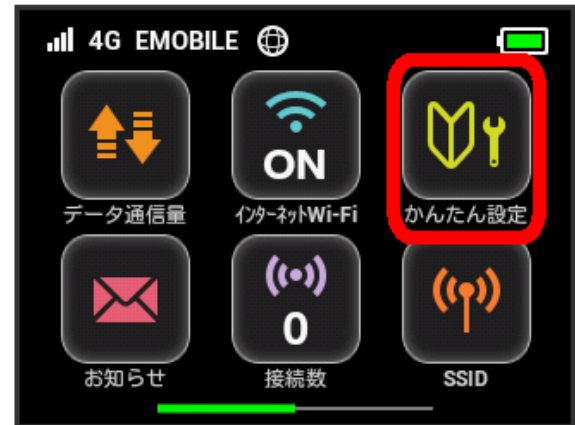 4G EMOBILE
ON
データ通信量 インターネットWi-Fi かんたん設定
0
お知らせ 接続数 SSID